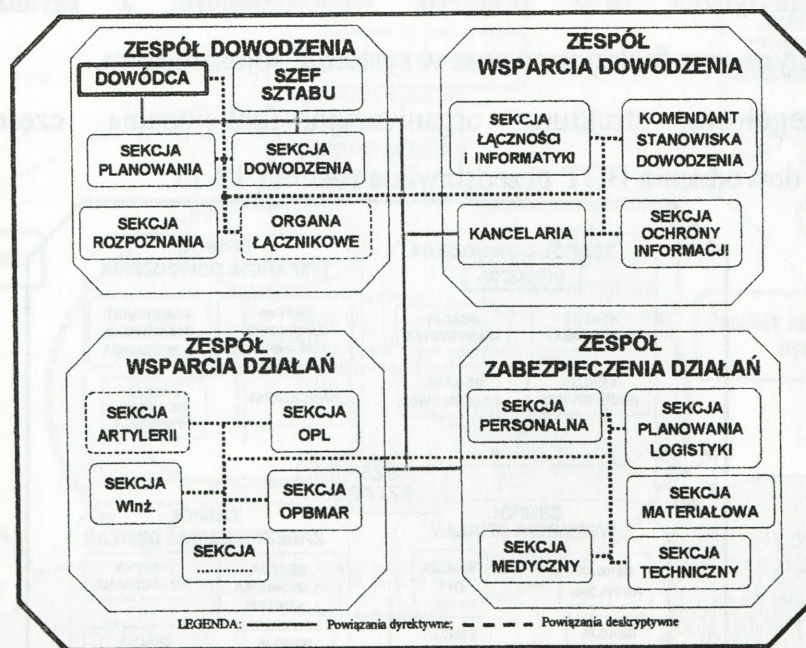 ZESPÓŁ DOWODZENIA
DOWÓDCA
SZEF
SZTABU
SEKCJA
PLANOWANIA
SEKCJA
DOWODZENIA
SEKCJA
ROZPOZNANIA
ORGANA
ŁĄCZNIKOWE
ZESPÓŁ
WSPARCIA DOWODZENIA
SEKCJA
ŁĄCZNOŚCI
i INFORMATYKI
KOMENDANT
STANOWISKA
DOWODZENIA
KANCELARIA
SEKCJA
OCHRONY
INFORMACJI
ZESPÓŁ
WSPARCIA DZIAŁAŃ
SEKCJA
ARTYLERII
SEKCJA
OPL
SEKCJA
WInż.
SEKCJA
OPBMAR
SEKCJA
.............
ZESPÓŁ
ZABEZPIECZENIA DZIAŁAŃ
SEKCJA
PERSONALNA
SEKCJA
PLANOWANIA
LOGISTYKI
SEKCJA
MATERIAŁOWA
SEKCJA
MEDYCZNY
SEKCJA
TECHNICZNY
LEGENDA: Powiązania dyrektywne; Powiązania deskryptywne